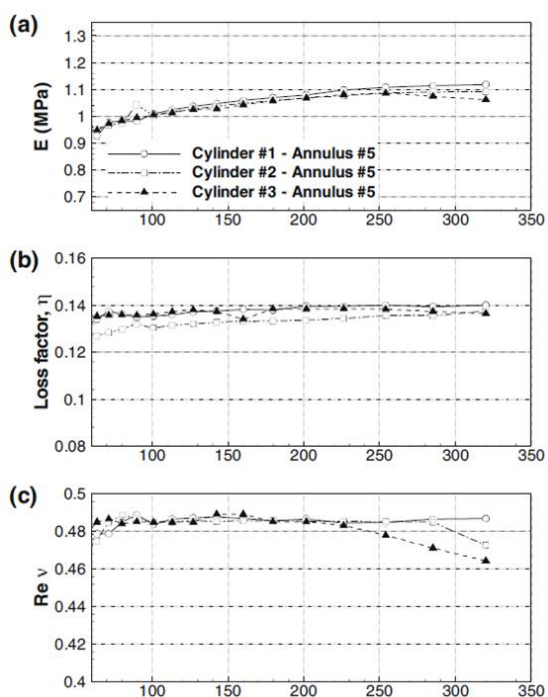 (a)
E (MPa)
1.3
1.2
1.1
1
0.9
0.8
0.7
Cylinder #1 - Annulus #5
Cylinder #2 - Annulus #5
Cylinder #3 - Annulus #5
100 150 200 250 300 350
(b)
Loss factor, η
0.16
0.14
0.12
0.1
0.08
100 150 200 250 300 350
(c)
Re ν
0.5
0.48
0.46
0.44
0.42
0.4
100 150 200 250 300 350